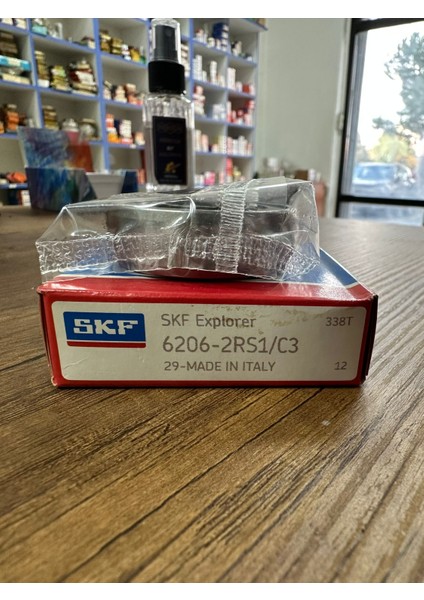 SKF
SKF Explorer 338T
6206-2RS1/C3
29-MADE IN ITALY 12